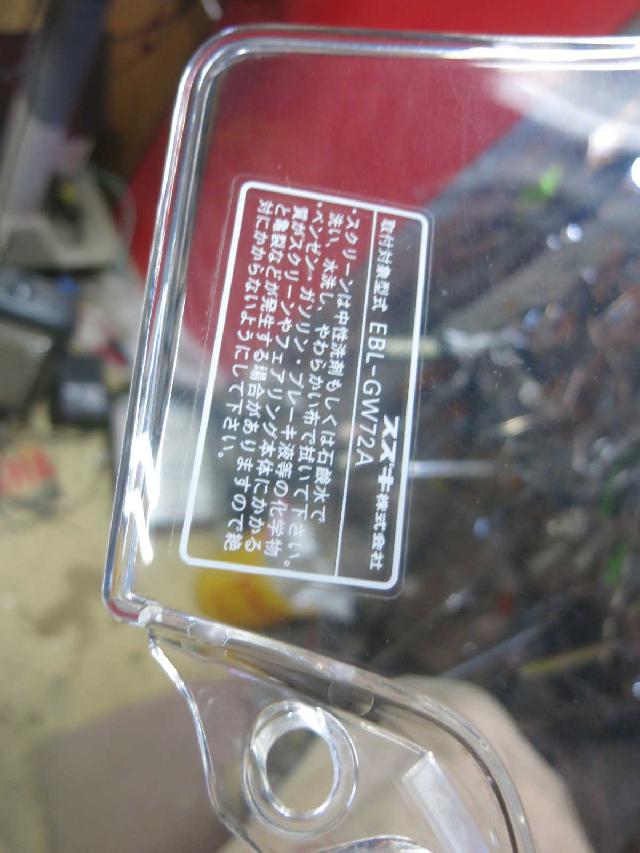 取付対象型式 EBL-GW72A
スズキ株式会社
・スクリーンは中性洗剤もしくは石鹸水で
洗い、水流し、やわらかい布で拭いて下さい。
・ベンゼン・ガソリン・ブレーキ液等の化学物
質がスクリーンやフェアリング本体にかかる
と亀裂などが発生する場合がありますので絶
対にかからないようにして下さい。